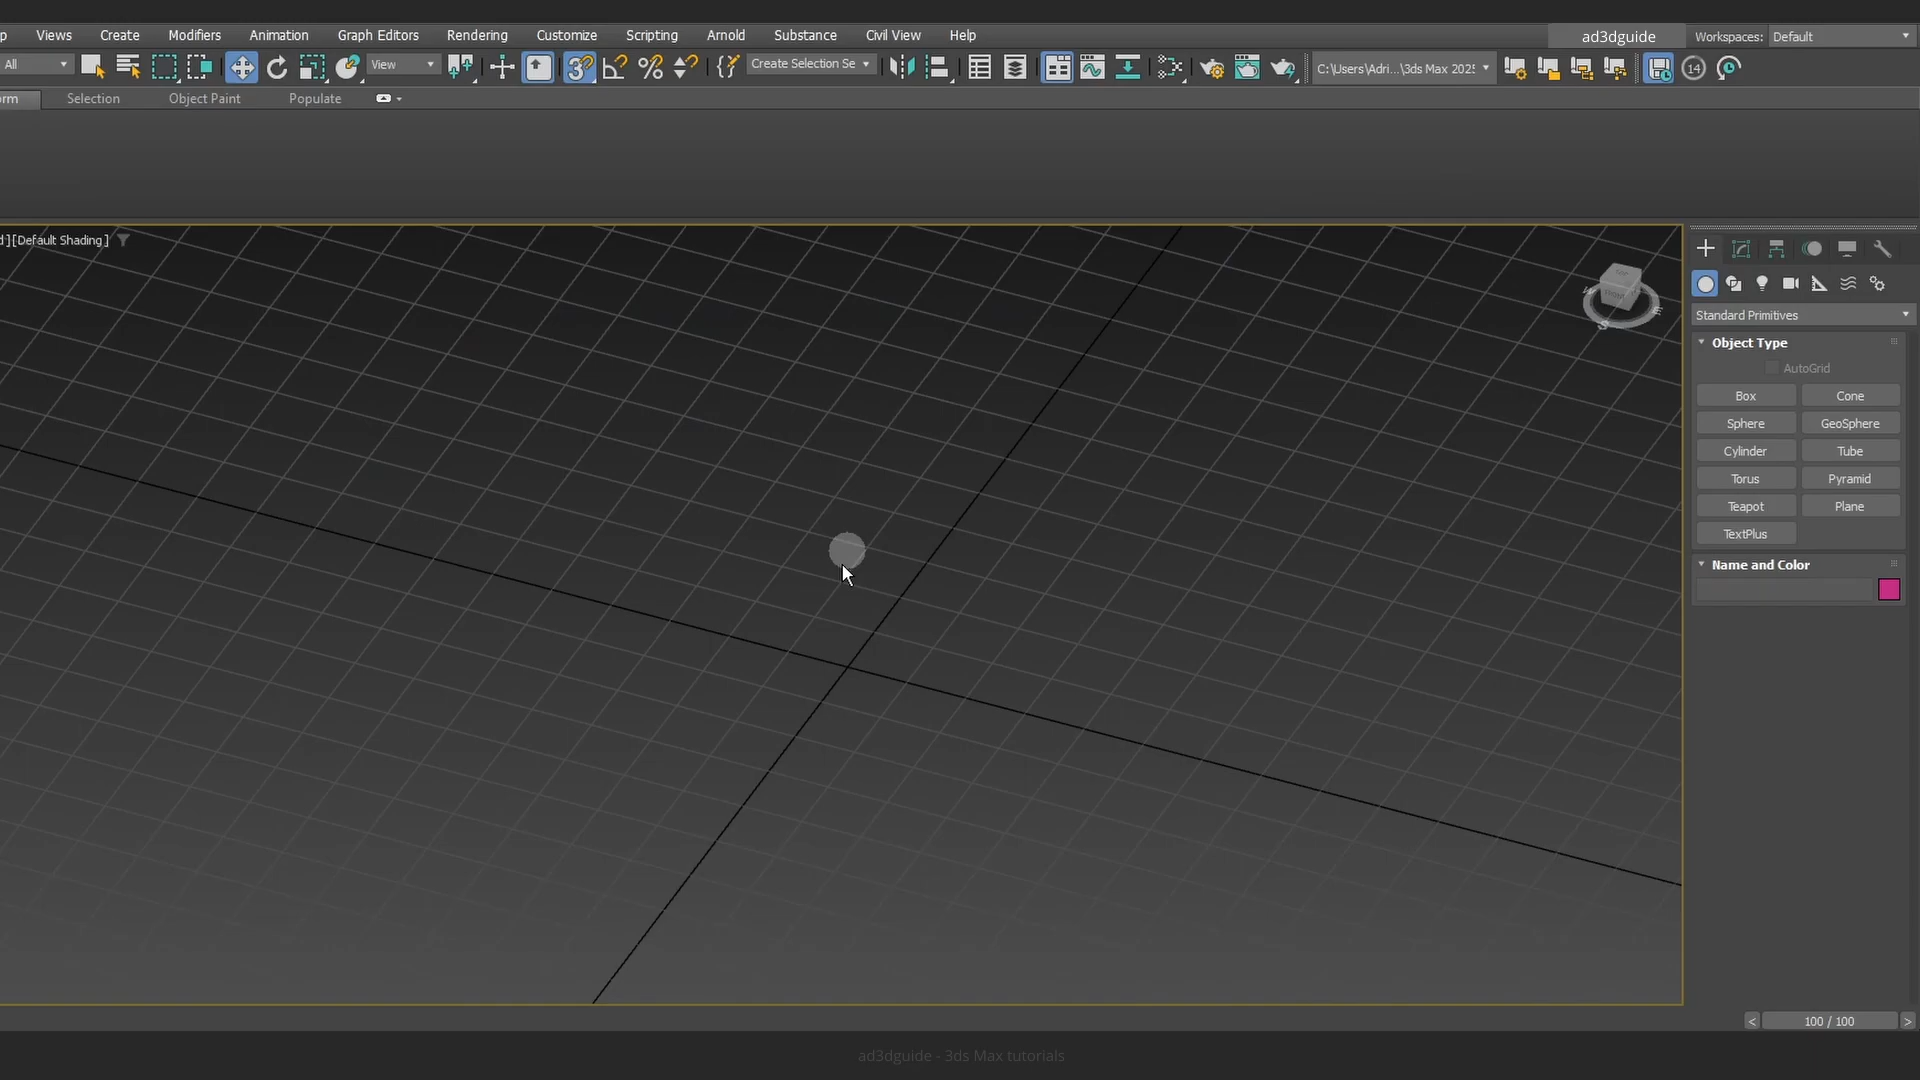 p Views Create Modifiers Animation Graph Editors Rendering Customize Scripting Arnold Substance Civil View Help ad3dguide Workspaces: Default
All View Create Selection Se C:\Users\Adri...\3ds Max 2025 14
orm Selection Object Paint Populate
d ] [Default Shading ]
Standard Primitives
Object Type
AutoGrid
Box Cone
Sphere GeoSphere
Cylinder Tube
Torus Pyramid
Teapot Plane
TextPlus
Name and Color
< 100 / 100 >
ad3dguide - 3ds Max tutorials